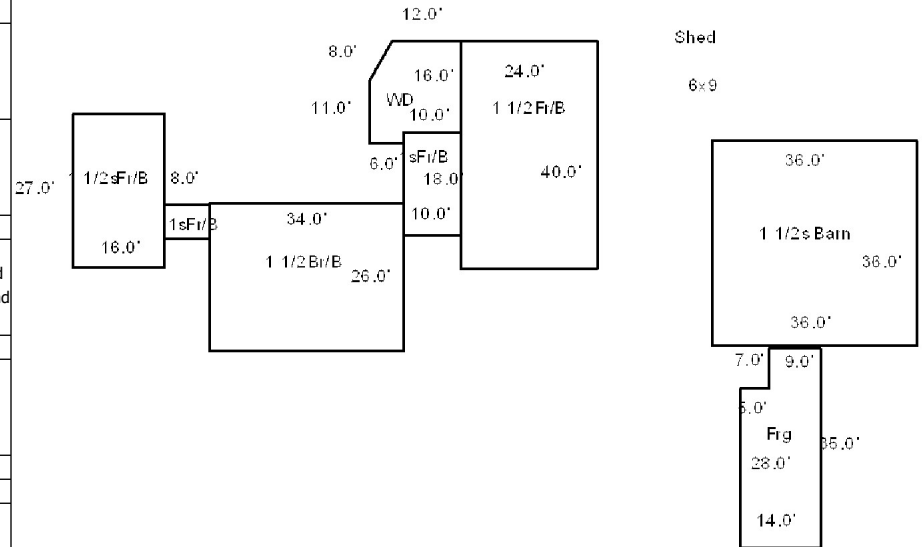 12.0'
Shed
8.0'
16.0'
24.0'
6x9
WD
11.0'
10.0'
1 1/2Fr/B
6.0'
sFr/B
27.0'
1/2sFr/B
8.0'
18.0
40.0'
36.0'
10.0'
34.0'
1sFr/B
16.0'
1 1/2Br/B
26.0'
1 1/2s Barn
36.0'
d
nd
36.0'
7.0'
9.0'
5.0'
Frg
35.0'
28.0'
14.0'